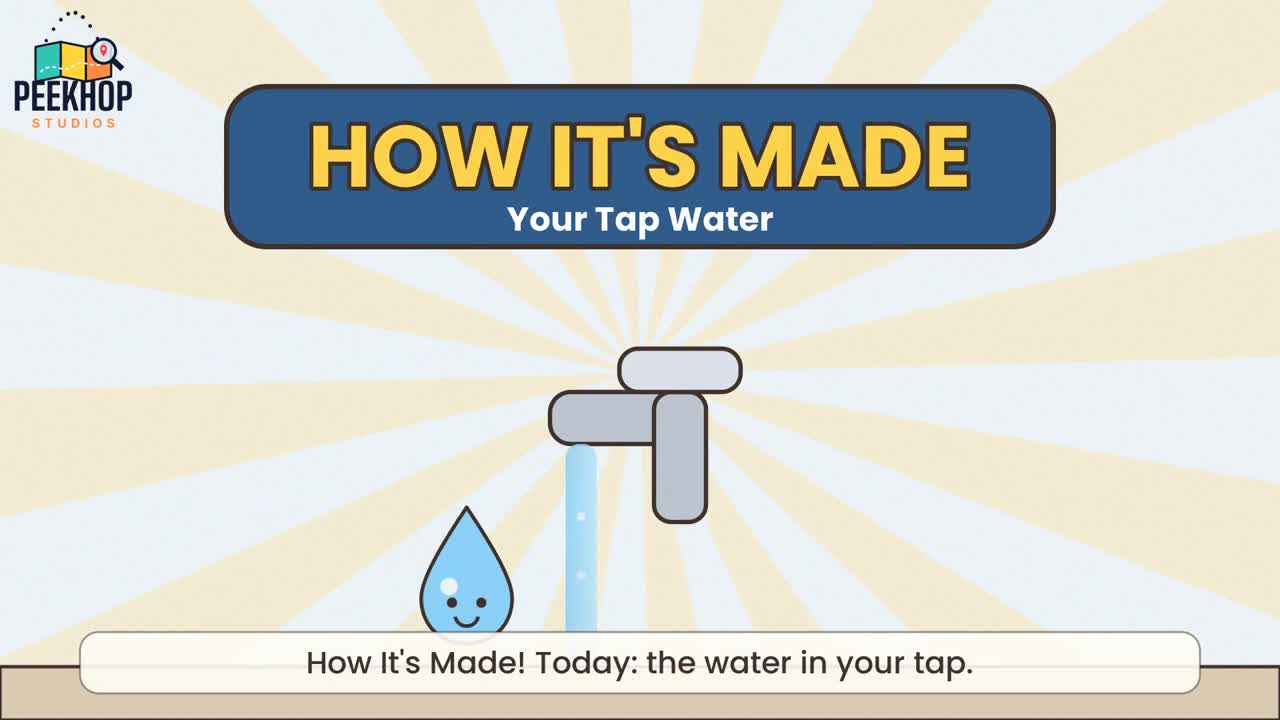 PEEKHOP
STUDIOS
HOW IT'S MADE
Your Tap Water
How It's Made! Today: the water in your tap.